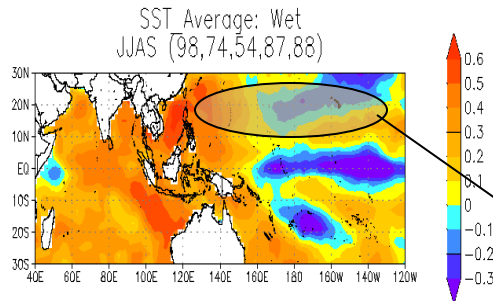 SST Average: Wet
JJAS (98,74,54,87,88)
30N
20N
10N
EQ
10S
20S
30S
40E 60E 80E 100E 120E 140E 160E 180 160W 140W 120W
0.6
0.5
0.4
0.3
0.2
0.1
0
-0.1
-0.2
-0.3